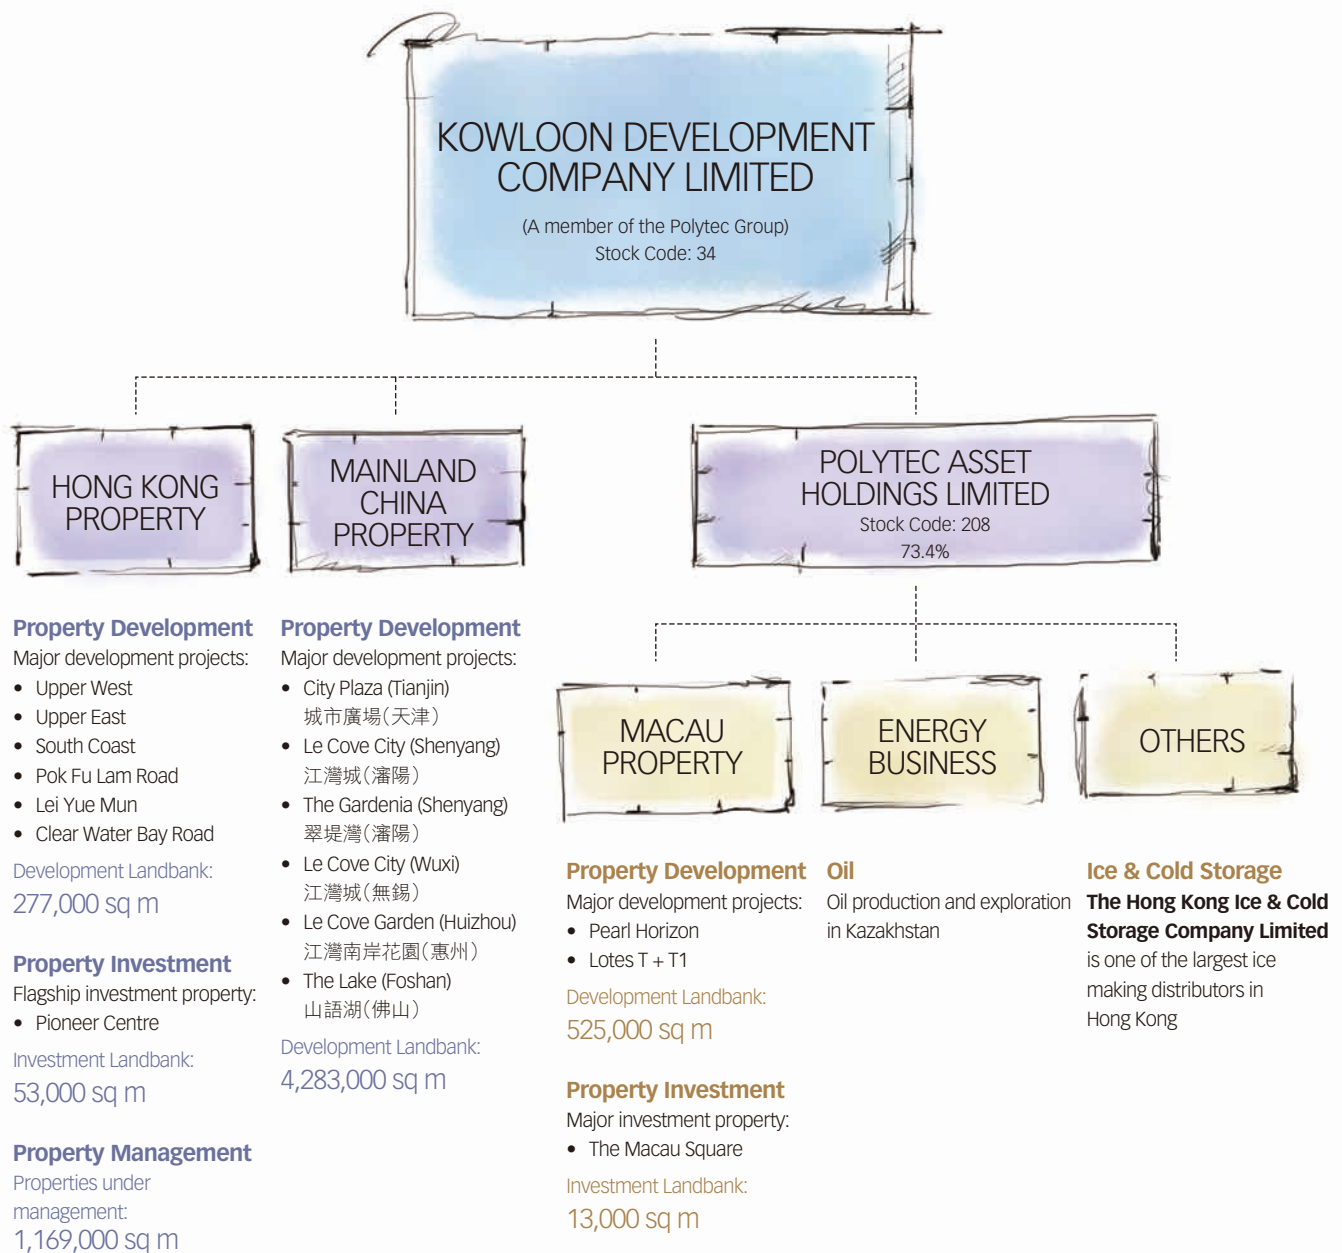 KOWLOON DEVELOPMENT
COMPANY LIMITED
(A member of the Polytec Group)
Stock Code: 34
HONG KONG
PROPERTY
MAINLAND
CHINA
PROPERTY
POLYTEC ASSET
HOLDINGS LIMITED
Stock Code: 208
73.4%
Property Development
Major development projects:
• Upper West
• Upper East
• South Coast
• Pok Fu Lam Road
• Lei Yue Mun
• Clear Water Bay Road
Development Landbank:
277,000 sq m
Property Investment
Flagship investment property:
• Pioneer Centre
Investment Landbank:
53,000 sq m
Property Management
Properties under
management:
1,169,000 sq m
Property Development
Major development projects:
• City Plaza (Tianjin)
城市廣場(天津)
• Le Cove City (Shenyang)
江灣城(瀋陽)
• The Gardenia (Shenyang)
翠堤灣(瀋陽)
• Le Cove City (Wuxi)
江灣城(無錫)
• Le Cove Garden (Huizhou)
江灣南岸花園(惠州)
• The Lake (Foshan)
山語湖(佛山)
Development Landbank:
4,283,000 sq m
MACAU
PROPERTY
ENERGY
BUSINESS
OTHERS
Property Development
Major development projects:
• Pearl Horizon
• Lotes T + T1
Development Landbank:
525,000 sq m
Property Investment
Major investment property:
• The Macau Square
Investment Landbank:
13,000 sq m
Oil
Oil production and exploration
in Kazakhstan
Ice & Cold Storage
The Hong Kong Ice & Cold
Storage Company Limited
is one of the largest ice
making distributors in
Hong Kong